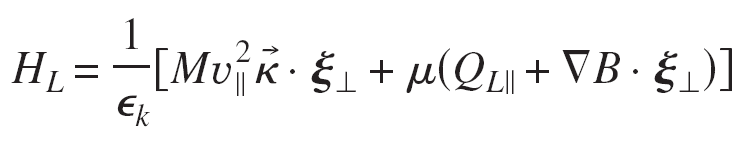 H_L = \frac{1}{\epsilon_k} [M v_{\parallel}^2 \vec{\kappa} \cdot \boldsymbol{\xi}_{\perp} + \mu (Q_{L\parallel} + \nabla B \cdot \boldsymbol{\xi}_{\perp})]